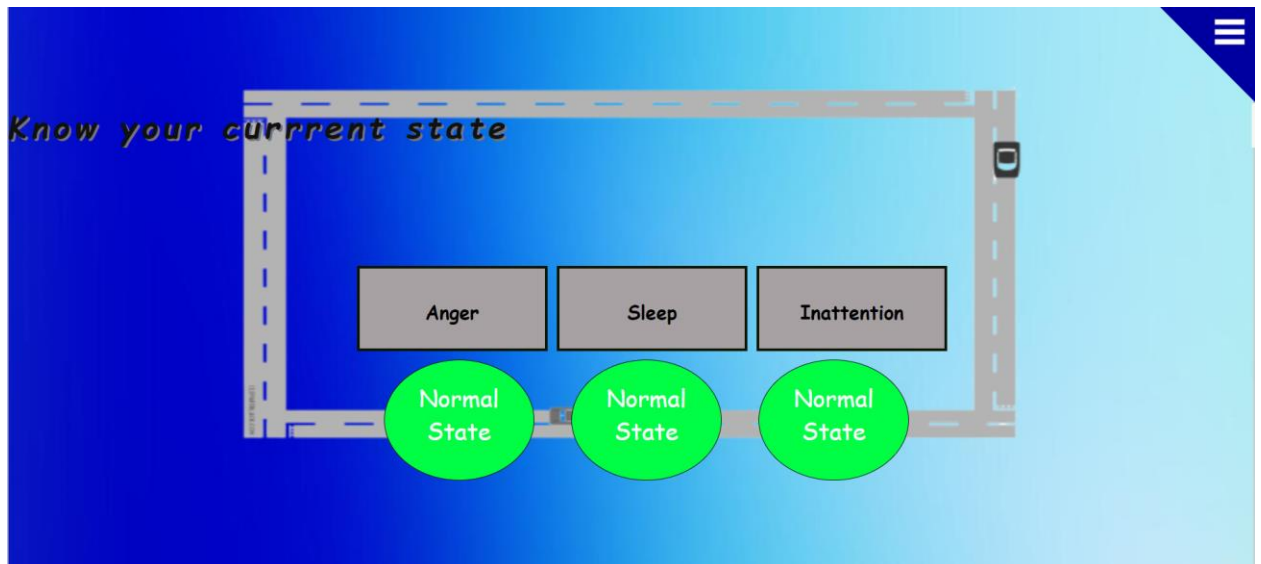 Know your currrent state
Anger
Sleep
Inattention
Normal
State
Normal
State
Normal
State